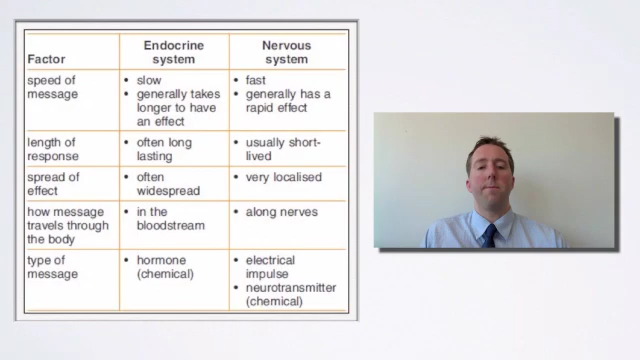 Factor
Endocrine system
Nervous system
speed of message
• slow
• generally takes longer to have an effect
• fast
• generally has a rapid effect
length of response
• often long lasting
• usually short-lived
spread of effect
• often widespread
• very localised
how message travels through the body
• in the bloodstream
• along nerves
type of message
• hormone (chemical)
• electrical impulse
• neurotransmitter (chemical)